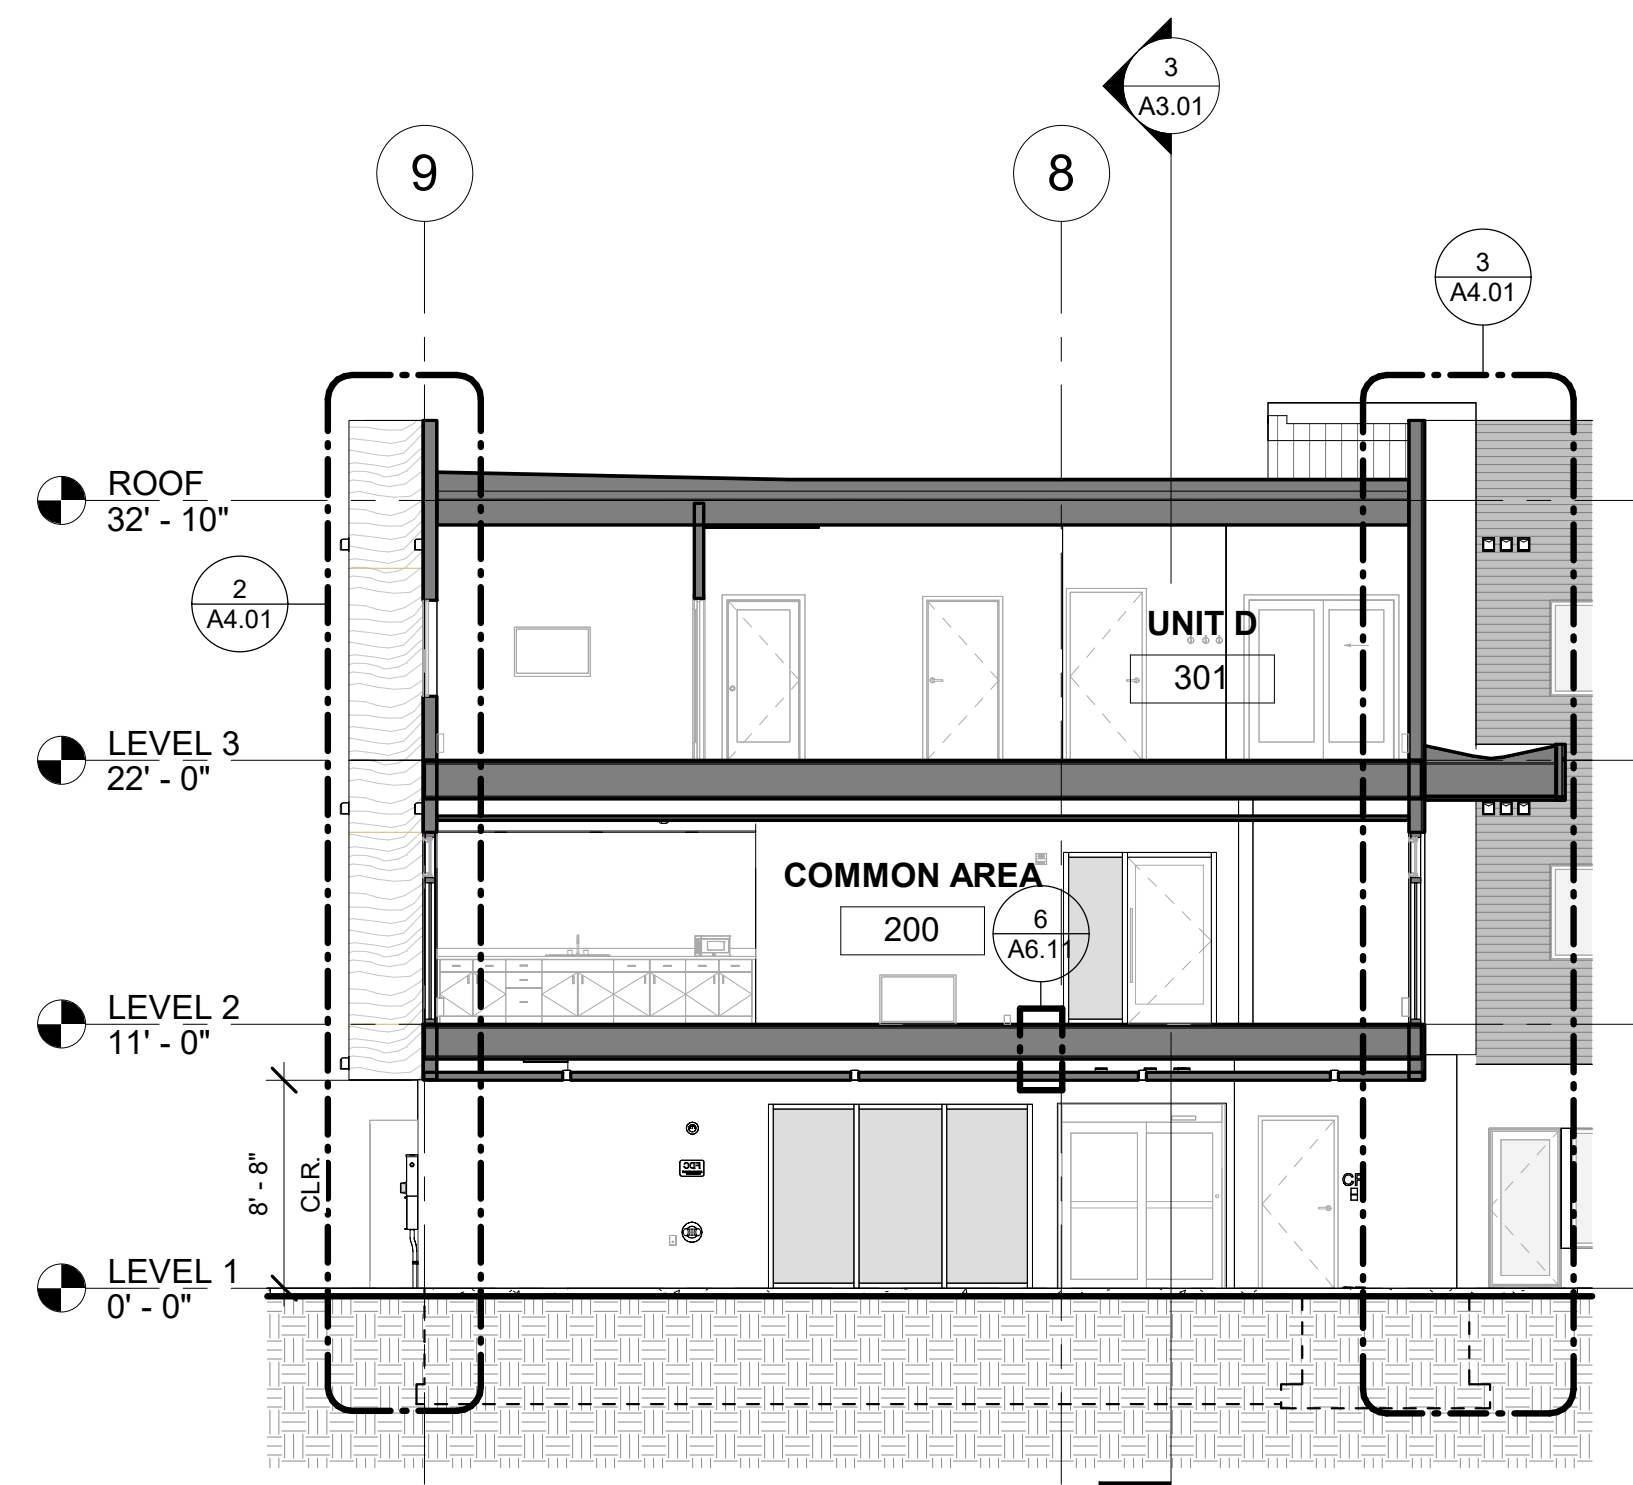 3
A3.01
9
8
3
A4.01
ROOF
32' - 10"
2
A4.01
UNIT D
301
LEVEL 3
22' - 0"
COMMON AREA
200
6
A6.11
LEVEL 2
11' - 0"
8' - 8"
CLR.
FDC
LEVEL 1
0' - 0"